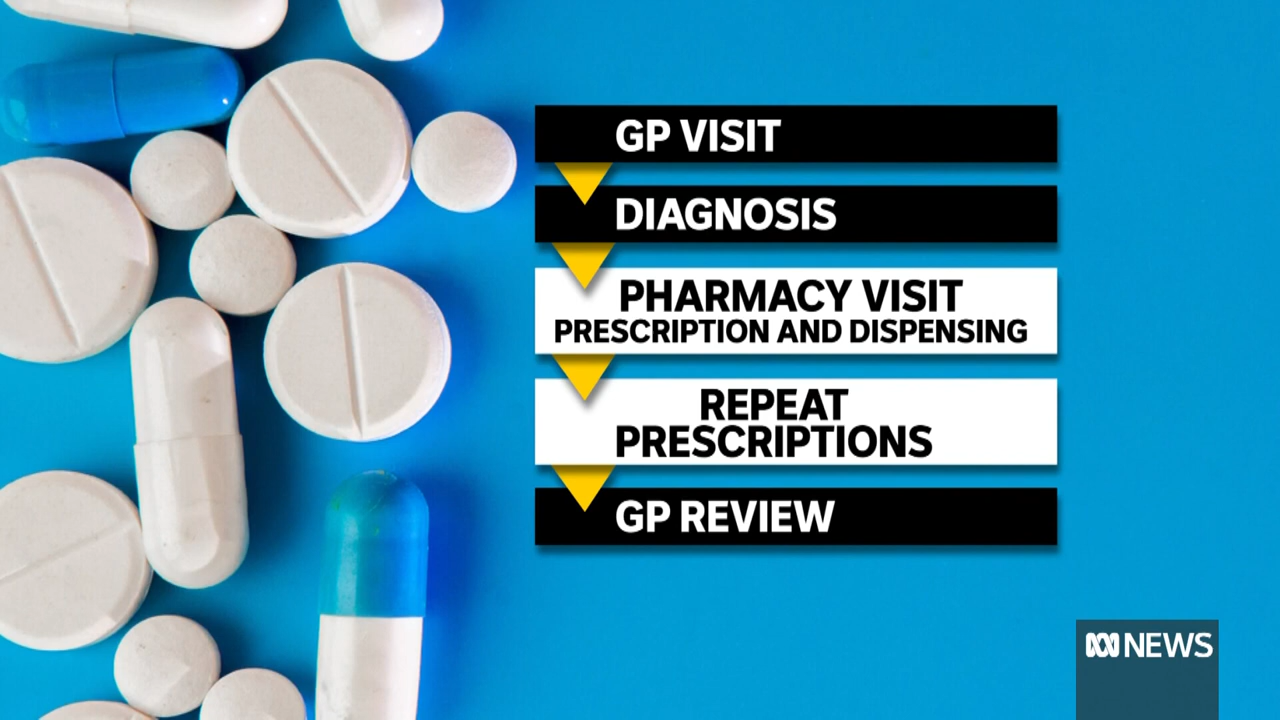 GP VISIT
DIAGNOSIS
PHARMACY VISIT
PRESCRIPTION AND DISPENSING
REPEAT
PRESCRIPTIONS
GP REVIEW
NEWS